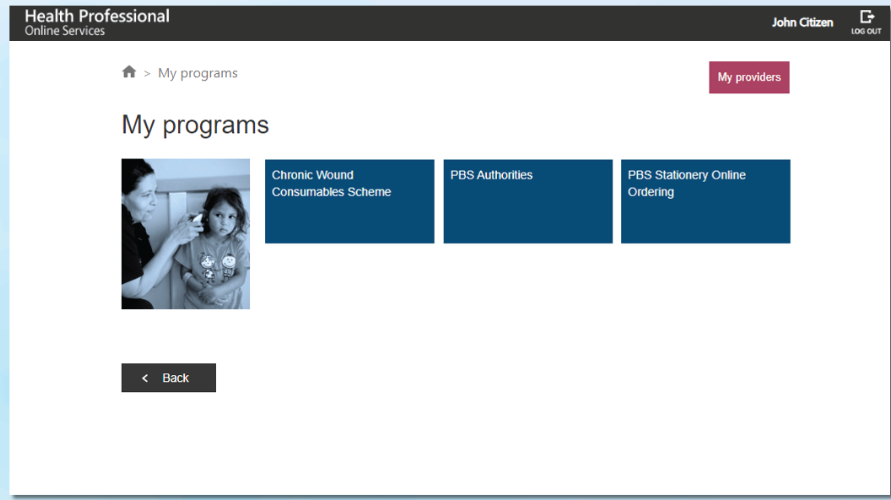 Health Professional
Online Services
John Citizen
LOG OUT
> My programs
My providers
My programs
Chronic Wound
Consumables Scheme
PBS Authorities
PBS Stationery Online
Ordering
< Back